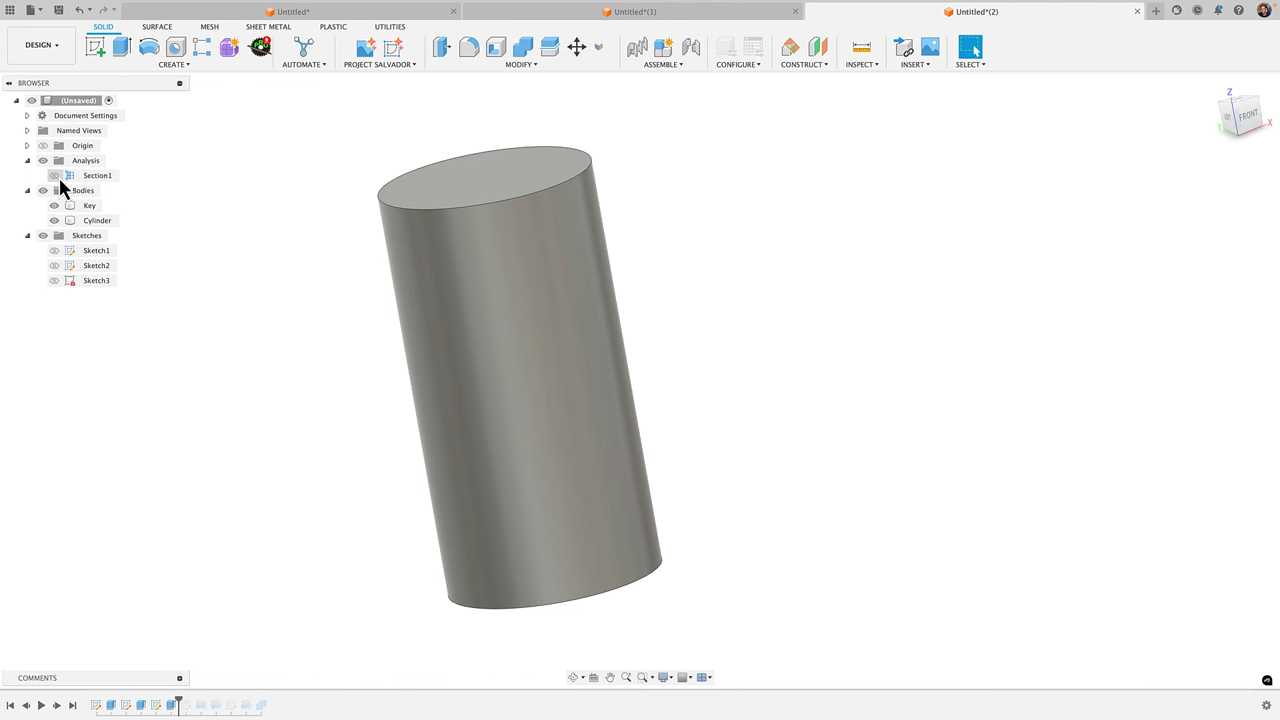 Untitled*
Untitled*(1)
Untitled*(2)
DESIGN
SOLID
SURFACE
MESH
SHEET METAL
PLASTIC
UTILITIES
CREATE
AUTOMATE
PROJECT SALVADOR
MODIFY
ASSEMBLE
CONFIGURE
CONSTRUCT
INSPECT
INSERT
SELECT
BROWSER
(Unsaved)
Document Settings
Named Views
Origin
Analysis
Section1
Bodies
Key
Cylinder
Sketches
Sketch1
Sketch2
Sketch3
Z
LEFT
FRONT
X
Y
COMMENTS